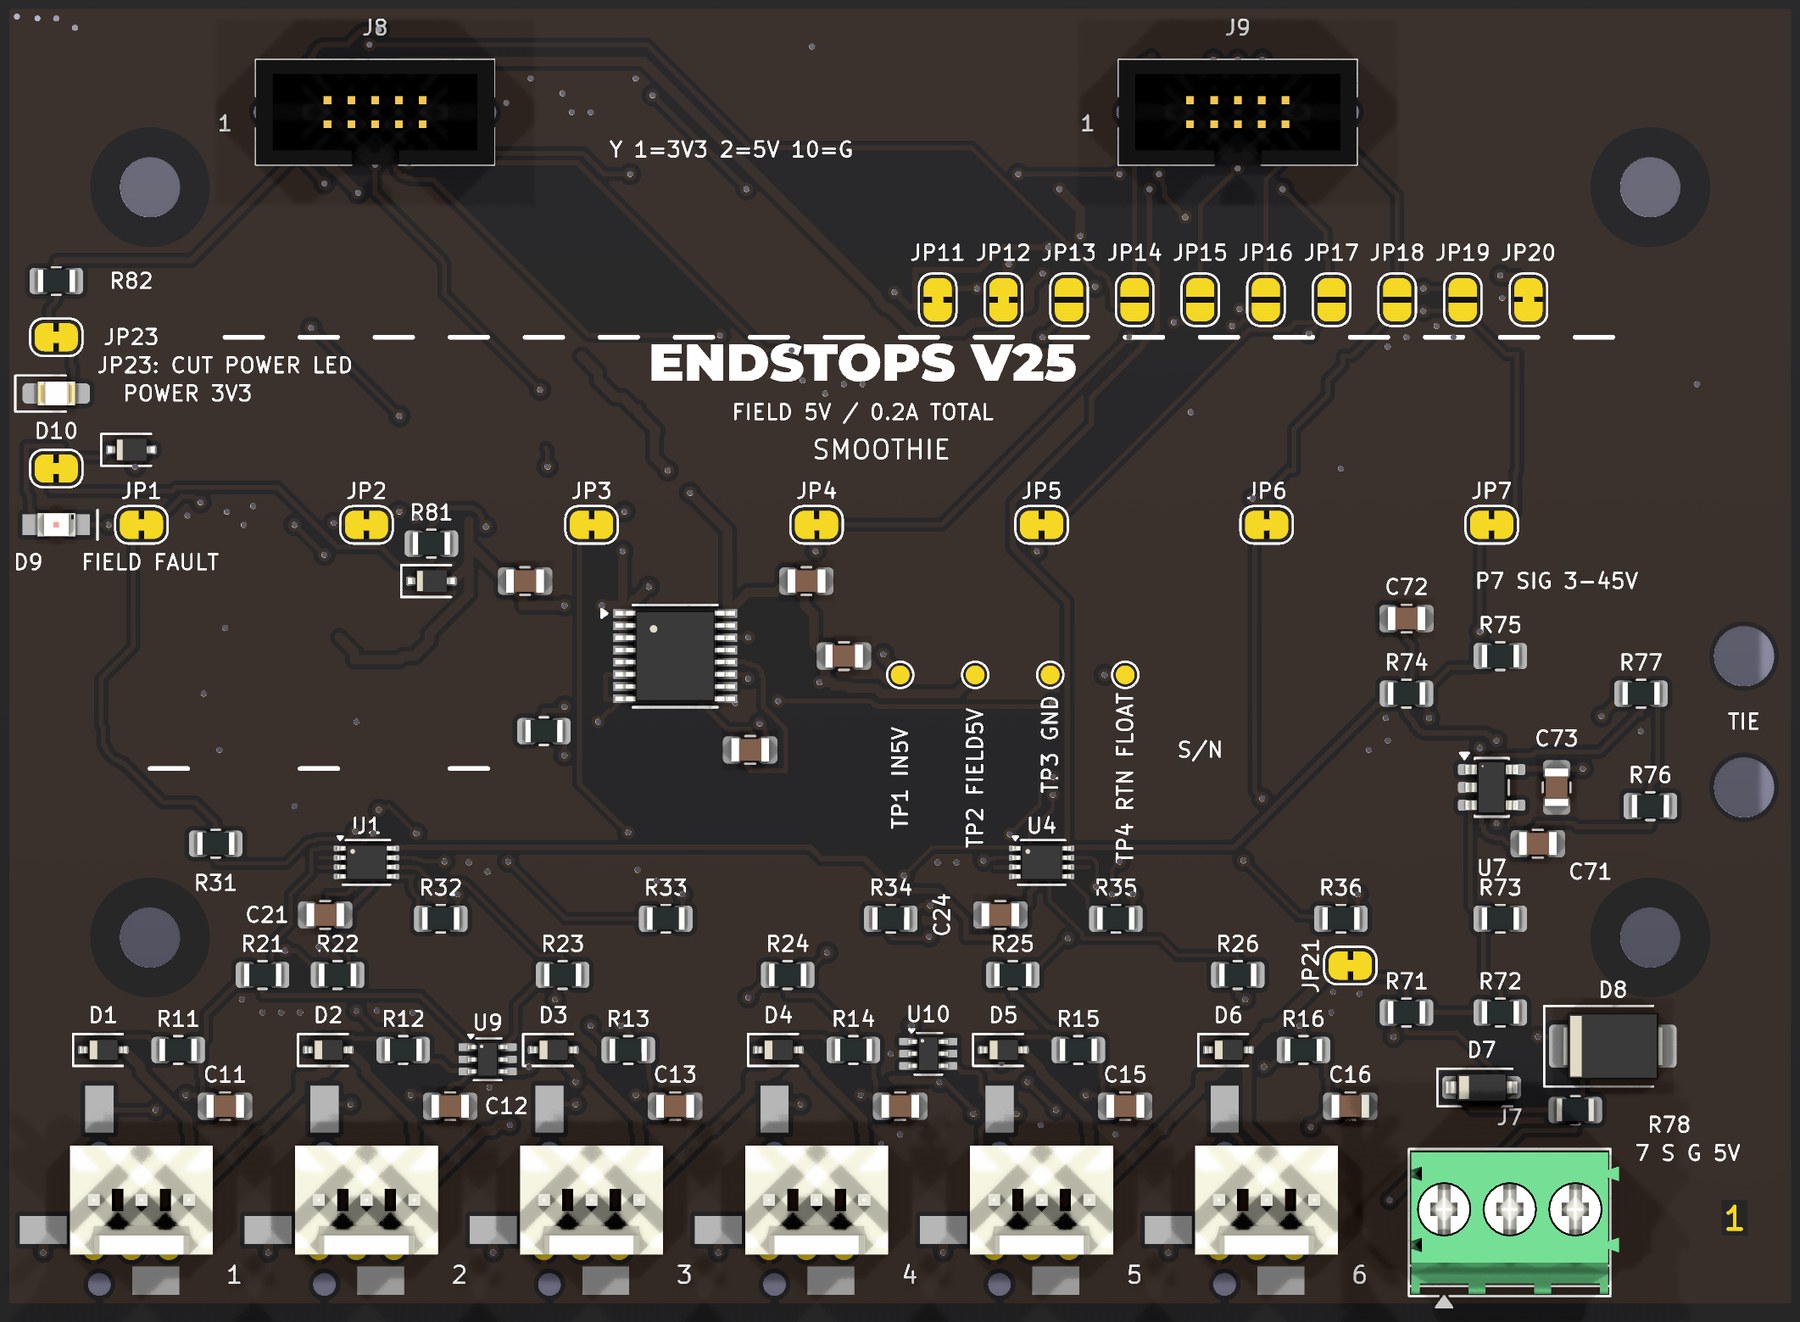 J8
J9
1
1
Y 1=3V3 2=5V 10=G
JP11 JP12 JP13 JP14 JP15 JP16 JP17 JP18 JP19 JP20
R82
JP23
JP23: CUT POWER LED
POWER 3V3
ENDSTOPS V25
FIELD 5V / 0.2A TOTAL
SMOOTHIE
D10
JP1 JP2 JP3 JP4 JP5 JP6 JP7
R81
D9
FIELD FAULT
P7 SIG 3-45V
C72
R75
R74
R77
TIE
TP1 IN5V
TP2 FIELD5V
TP3 GND
TP4 RTN FLOAT
S/N
C73
R76
U1
U4
C71
U7
R31
R32
R33
R34
R35
R36
R73
C21
C24
R21 R22 R23 R24 R25 R26
JP21
R71 R72
D8
D1 R11 D2 R12 U9 D3 R13 D4 R14 U10 D5 R15 D6 R16
D7
C11
C12
C13
C15
C16
J7
R78
7 S G 5V
1
1 2 3 4 5 6